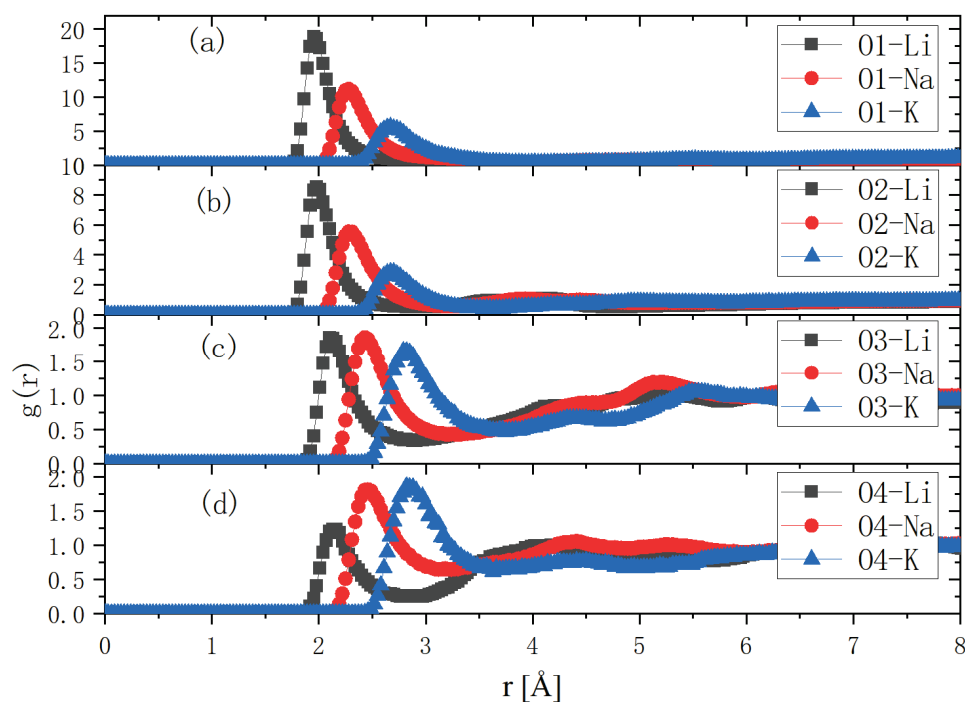 20
15
10
5
10
(a)
O1-Li
O1-Na
O1-K
8
6
4
2
0
(b)
O2-Li
O2-Na
O2-K
2.0
1.5
1.0
0.5
0.0
(c)
O3-Li
O3-Na
O3-K
2.0
1.5
1.0
0.5
0.0
(d)
O4-Li
O4-Na
O4-K
g(r)
0 1 2 3 4 5 6 7 8
r [Å]